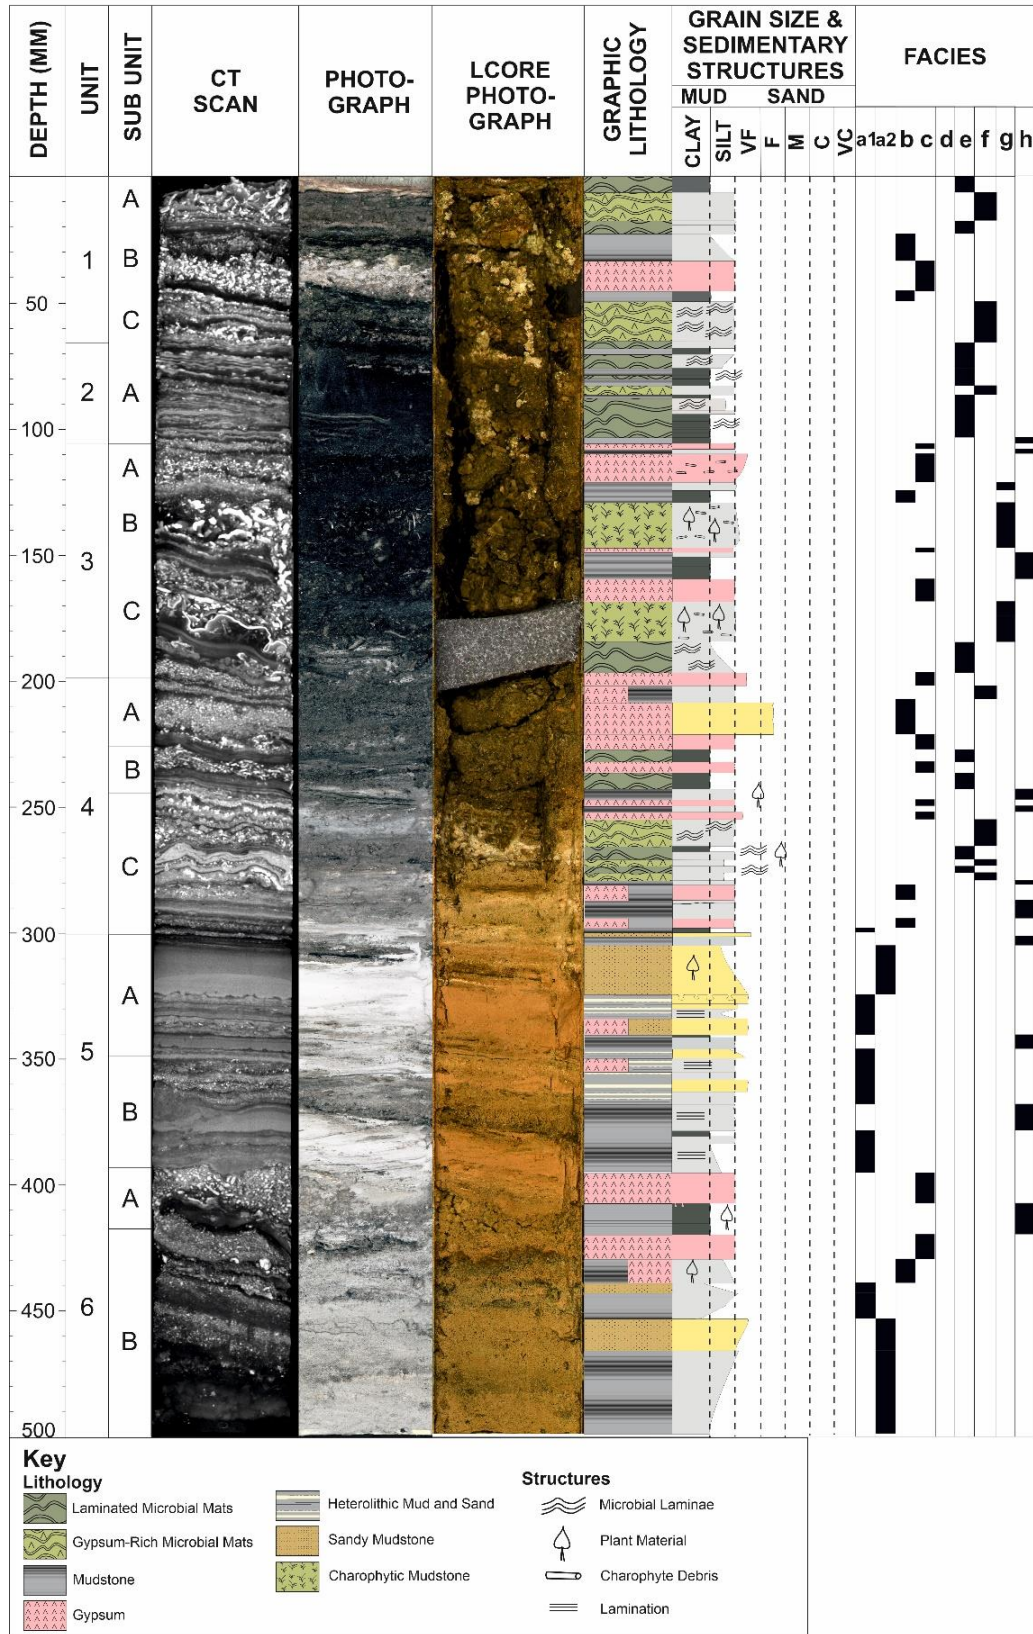 DEPTH (MM)
UNIT
SUB UNIT
CT
SCAN
PHOTO-
GRAPH
LCORE
PHOTO-
GRAPH
GRAPHIC
LITHOLOGY
GRAIN SIZE &
SEDIMENTARY
STRUCTURES
MUD SAND
CLAY
SILT
VF
F
M
C
VC
FACIES
a1 a2 b c d e f g h
A
1 B
50
C
2 A
100
A
B
150
3
C
200
A
B
250
4
C
300
A
350
5
B
400
A
450
6
B
500
Key
Lithology
Laminated Microbial Mats
Gypsum-Rich Microbial Mats
Mudstone
Gypsum
Heterolithic Mud and Sand
Sandy Mudstone
Charophytic Mudstone
Structures
Microbial Laminae
Plant Material
Charophyte Debris
Lamination